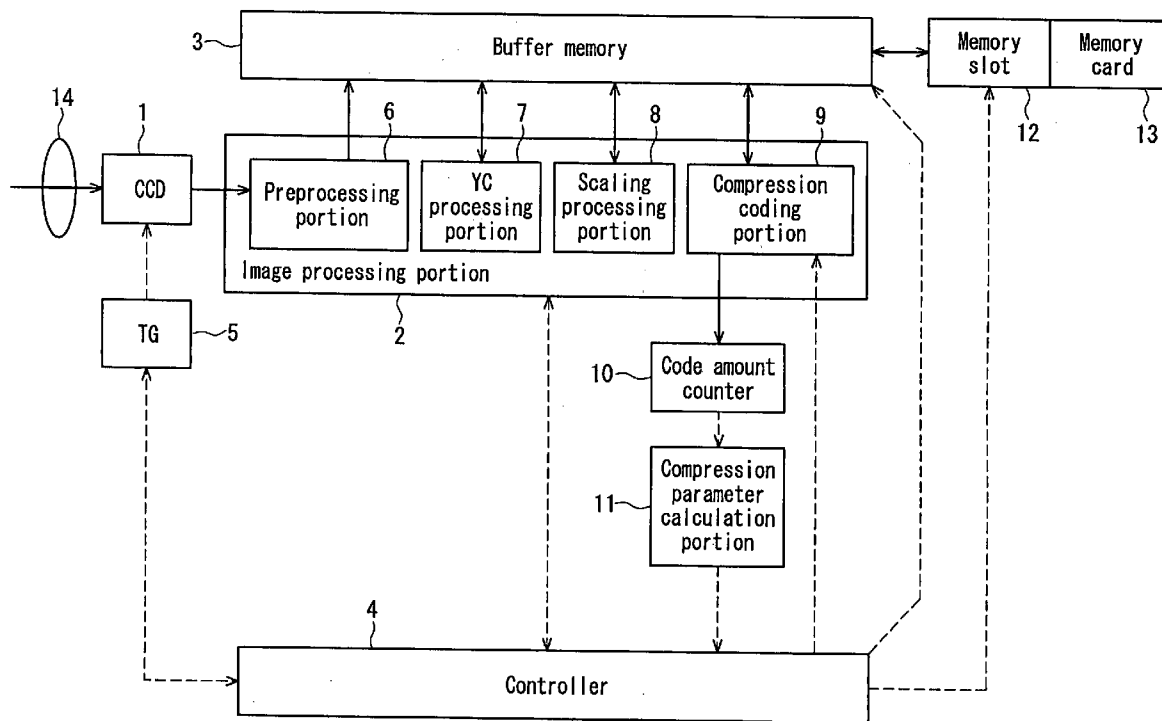 3
Buffer memory
Memory
slot
Memory
card
12
13
14
1
CCD
6
Preprocessing
portion
7
YC
processing
portion
8
Scaling
processing
portion
9
Compression
coding
portion
Image processing portion
2
TG
5
10
Code amount
counter
11
Compression
parameter
calculation
portion
4
Controller